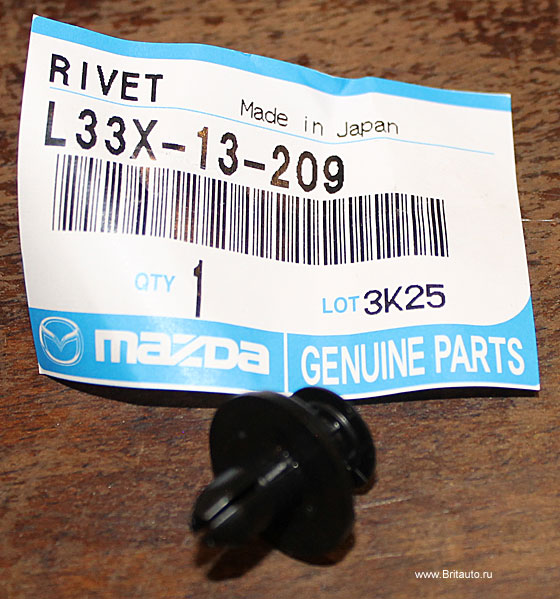 RIVET
Made in Japan
L33X-13-209
QTY 1
LOT 3K25
mazda
GENUINE PARTS
www.Britauto.ru